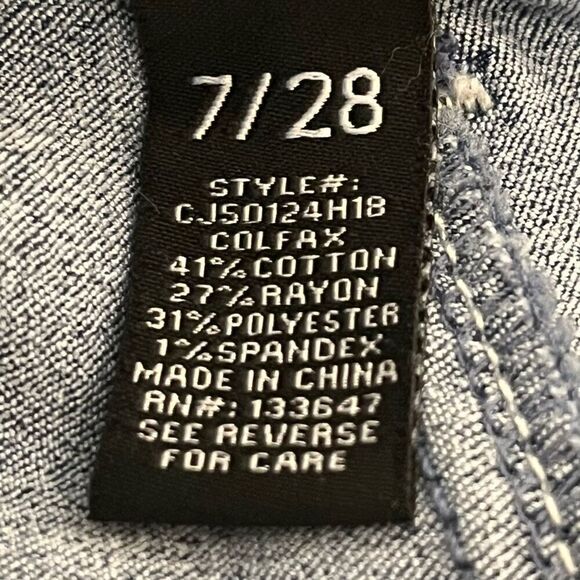 7/28
STYLE#:
CJ50124H18
COLFAX
41% COTTON
27% RAYON
31% POLYESTER
1% SPANDEX
MADE IN CHINA
RN#: 133647
SEE REVERSE
FOR CARE